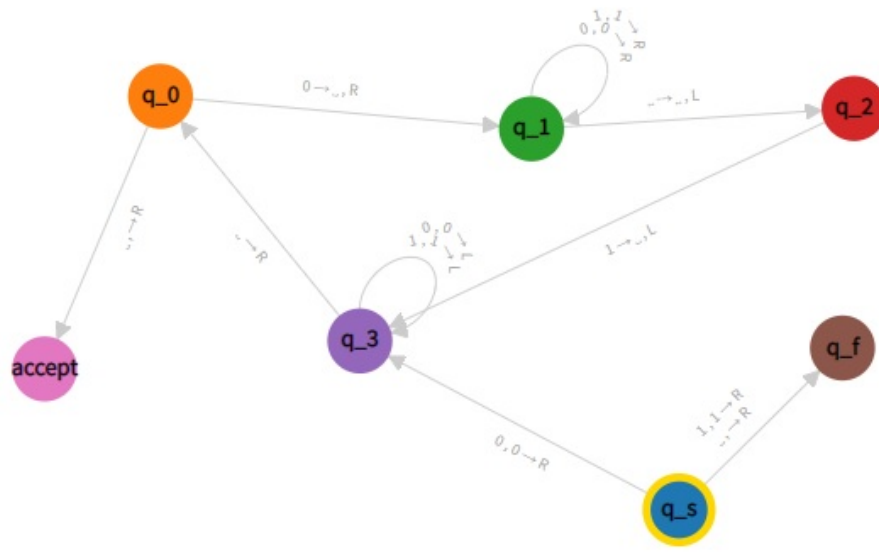 1,1→R
0,0→R
q_0
0→⎵,R
q_1
⎵→⎵,L
q_2
⎵,→R
⎵→R
0,0→L
1,1→L
1→⎵,L
q_3
accept
q_f
1,1→R
⎵,→R
0,0→R
q_s